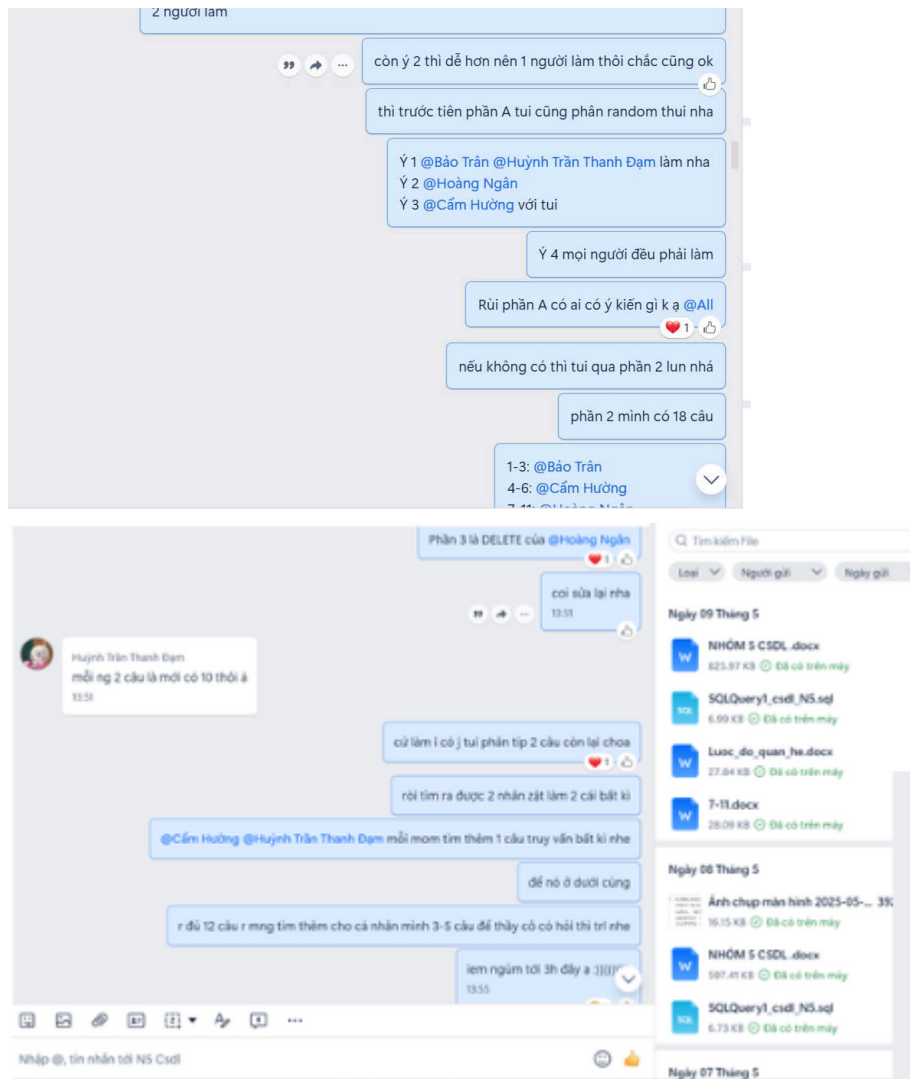 2 người làm
còn ý 2 thì dễ hơn nên 1 người làm thôi chắc cũng ok
thì trước tiên phần A tui cũng phân random thui nha
Ý 1 @Bảo Trân @Huỳnh Trần Thanh Đạm làm nha
Ý 2 @Hoàng Ngân
Ý 3 @Cẩm Hường với tui
Ý 4 mọi người đều phải làm
Rùi phần A có ai có ý kiến gì k ạ @All
1
nếu không có thì tui qua phần 2 lun nhá
phần 2 mình có 18 câu
1-3: @Bảo Trân
4-6: @Cẩm Hường
7-11: @Hoàng Ngân
Phần 3 là DELETE của @Hoàng Ngân
1
coi sửa lại nha
13:51
Huỳnh Trần Thanh Đạm
mỗi ng 2 câu là mới có 10 thôi á
13:51
cứ làm i có j tui phân tip 2 câu còn lại choa
1
ròi tìm ra được 2 nhân zật làm 2 cái bất kì
@Cẩm Hường @Huỳnh Trần Thanh Đạm mỗi mom tìm thêm 1 câu truy vấn bất kì nhe
để nó ở dưới cùng
r đủ 12 câu r mng tìm thêm cho cá nhân mình 3-5 câu để thầy cô có hỏi thì trl nhe
iem ngủm tới 3h đây ạ
13:55
Nhập @, tin nhắn tới N5 Csdl
Tìm kiếm File
Loại
Người gửi
Ngày gửi
Ngày 09 Tháng 5
NHÓM 5 CSDL .docx
825.97 KB Đã có trên máy
SQLQuery1_csdl_N5.sql
6.99 KB Đã có trên máy
Luoc_do_quan_he.docx
27.84 KB Đã có trên máy
7-11.docx
28.09 KB Đã có trên máy
Ngày 08 Tháng 5
Ảnh chụp màn hình 2025-05-...
16.15 KB Đã có trên máy
NHÓM 5 CSDL .docx
597.41 KB Đã có trên máy
SQLQuery1_csdl_N5.sql
6.73 KB Đã có trên máy
Ngày 07 Tháng 5